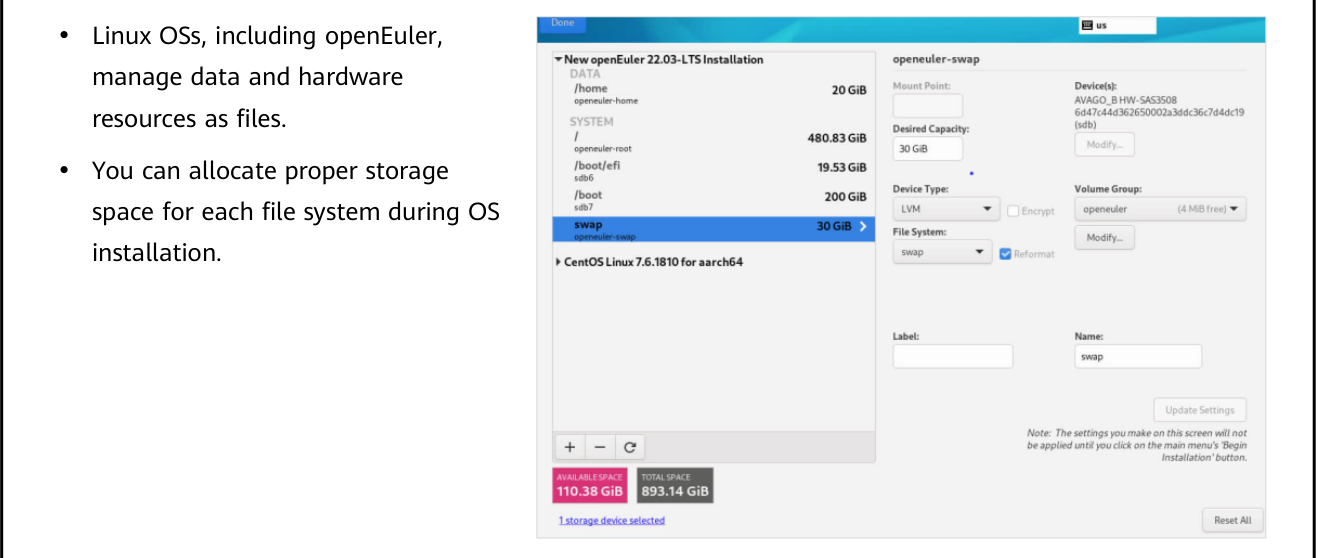 • Linux OSs, including openEuler,
manage data and hardware
resources as files.
• You can allocate proper storage
space for each file system during OS
installation.
Done
us
New openEuler 22.03-LTS Installation
DATA
/home 20 GiB
openeuler-home
SYSTEM
/ 480.83 GiB
openeuler-root
/boot/efi 19.53 GiB
sdb6
/boot 200 GiB
sdb7
swap 30 GiB
openeuler-swap
CentOS Linux 7.6.1810 for aarch64
AVAILABLE SPACE
110.38 GiB
TOTAL SPACE
893.14 GiB
1 storage device selected
openeuler-swap
Mount Point:
Device(s):
AVAGO_B HW-SAS3508
6d47c44d362650002a3ddc36c7d4dc19
(sdb)
Modify...
Desired Capacity:
30 GiB
Device Type:
LVM
Encrypt
Volume Group:
openeuler (4 MiB free)
Modify...
File System:
swap
Reformat
Label:
Name:
swap
Update Settings
Note: The settings you make on this screen will not
be applied until you click on the main menu's 'Begin
Installation' button.
Reset All